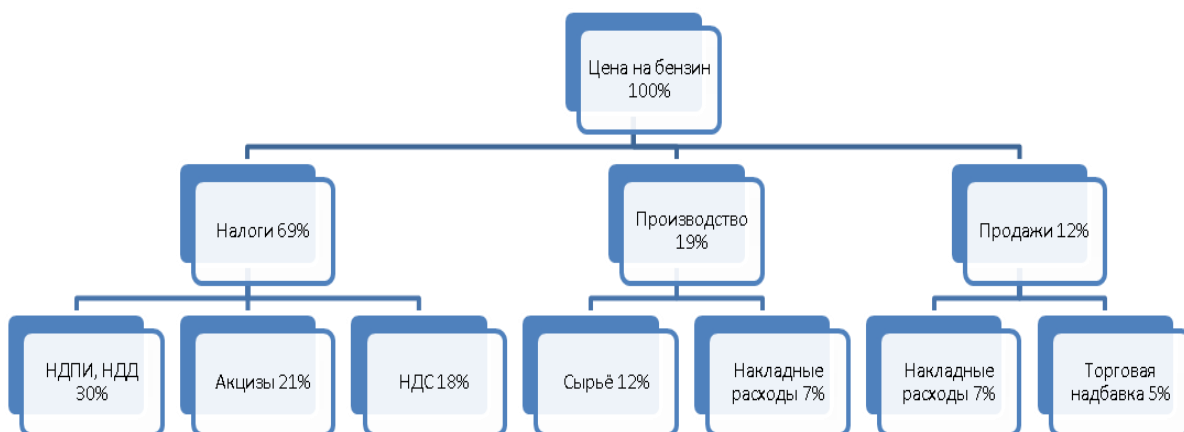 Цена на бензин
100%
Налоги 69%
Производство
19%
Продажи 12%
НДПИ, НДД
30%
Акцизы 21%
НДС 18%
Сырьё 12%
Накладные
расходы 7%
Накладные
расходы 7%
Торговая
надбавка 5%